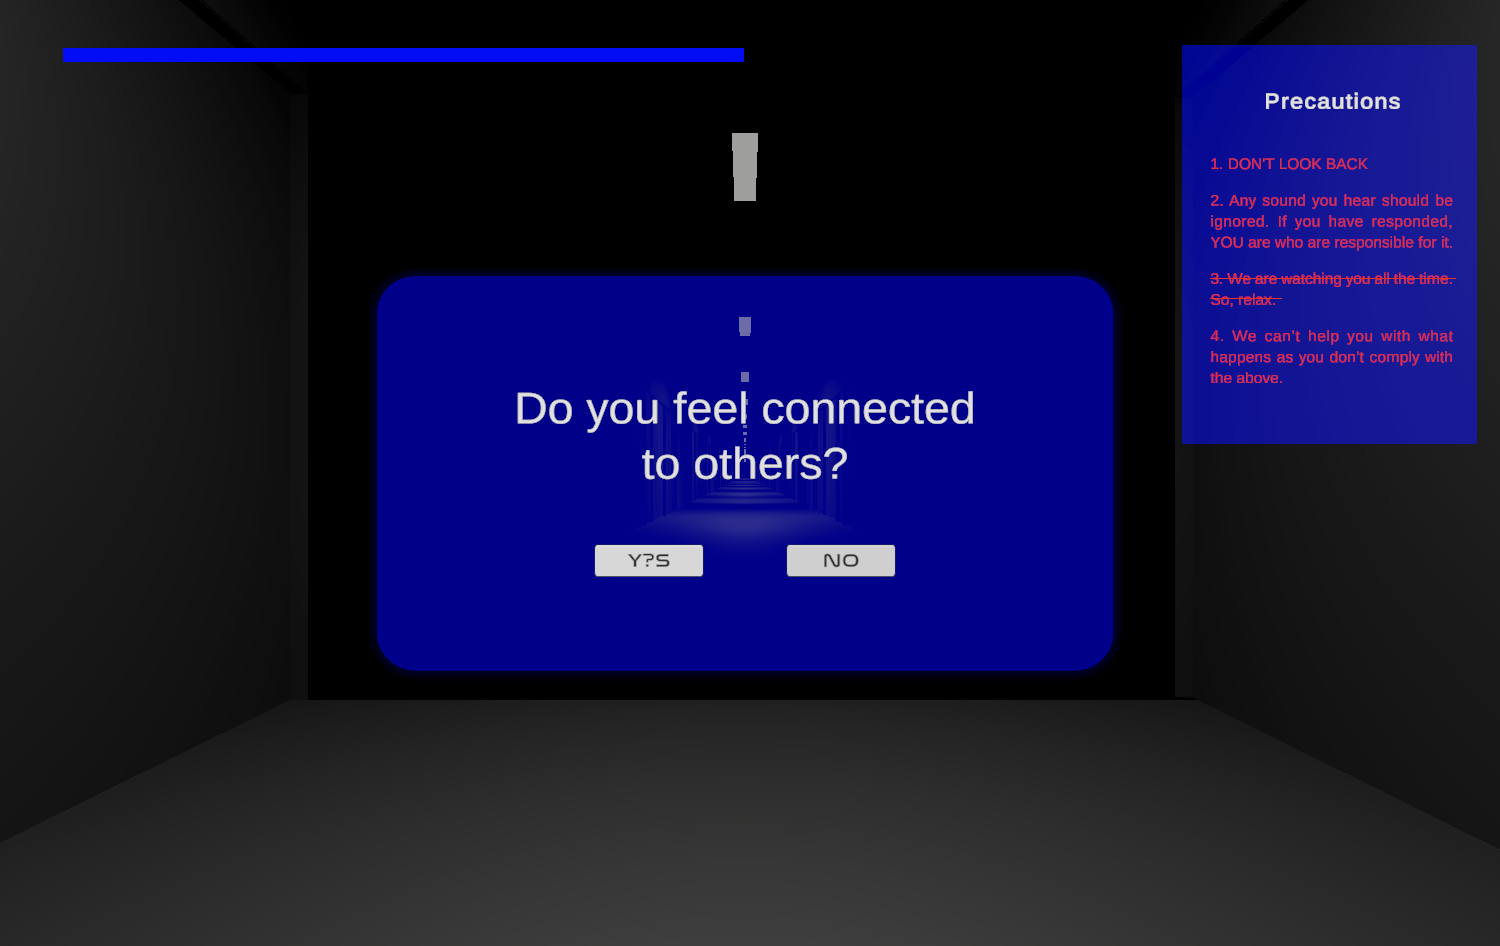 Precautions
1. DON'T LOOK BACK
2. Any sound you hear should be
ignored. If you have responded,
YOU are who are responsible for it.
3. We are watching you all the time.
So, relax.
4. We can't help you with what
happens as you don't comply with
the above.
Do you feel connected
to others?
Y?S
NO